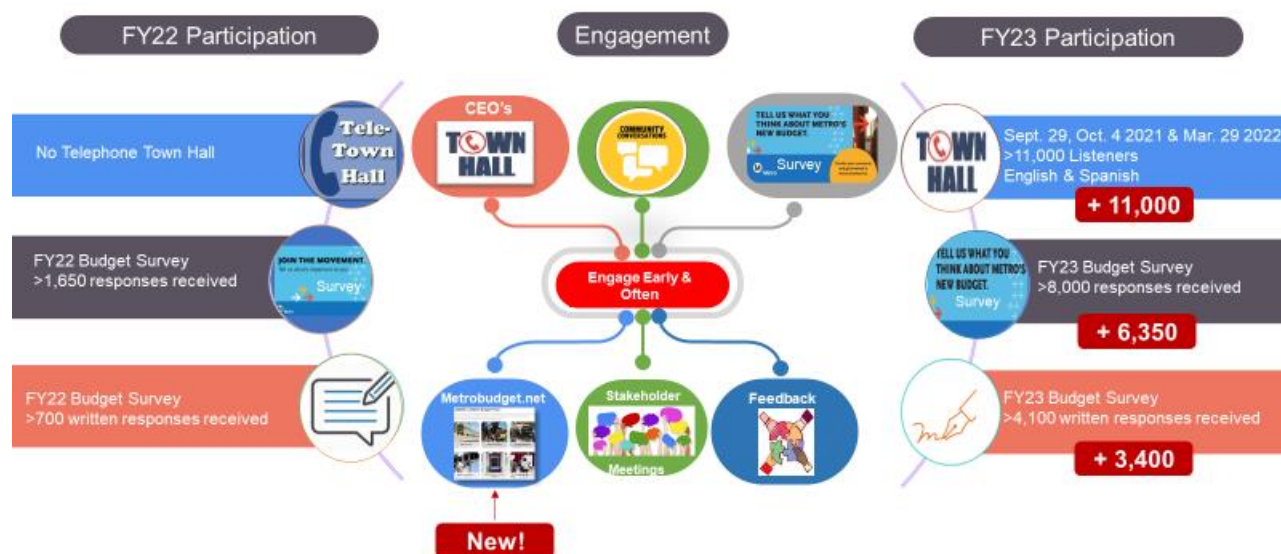 FY22 Participation
Engagement
FY23 Participation
No Telephone Town Hall
Tele-
Town
Hall
FY22 Budget Survey
>1,650 responses received
JOIN THE MOVEMENT.
Survey
FY22 Budget Survey
>700 written responses received
CEO's
TOWN
HALL
COMMUNITY
CONVERSATIONS
TELL US WHAT YOU
THINK ABOUT METRO'S
NEW BUDGET.
Survey
Engage Early &
Often
Metrobudget.net
New!
Stakeholder
Meetings
Feedback
TOWN
HALL
Sept. 29, Oct. 4 2021 & Mar. 29 2022
>11,000 Listeners
English & Spanish
+ 11,000
TELL US WHAT YOU
THINK ABOUT METRO'S
NEW BUDGET.
Survey
FY23 Budget Survey
>8,000 responses received
+ 6,350
FY23 Budget Survey
>4,100 written responses received
+ 3,400